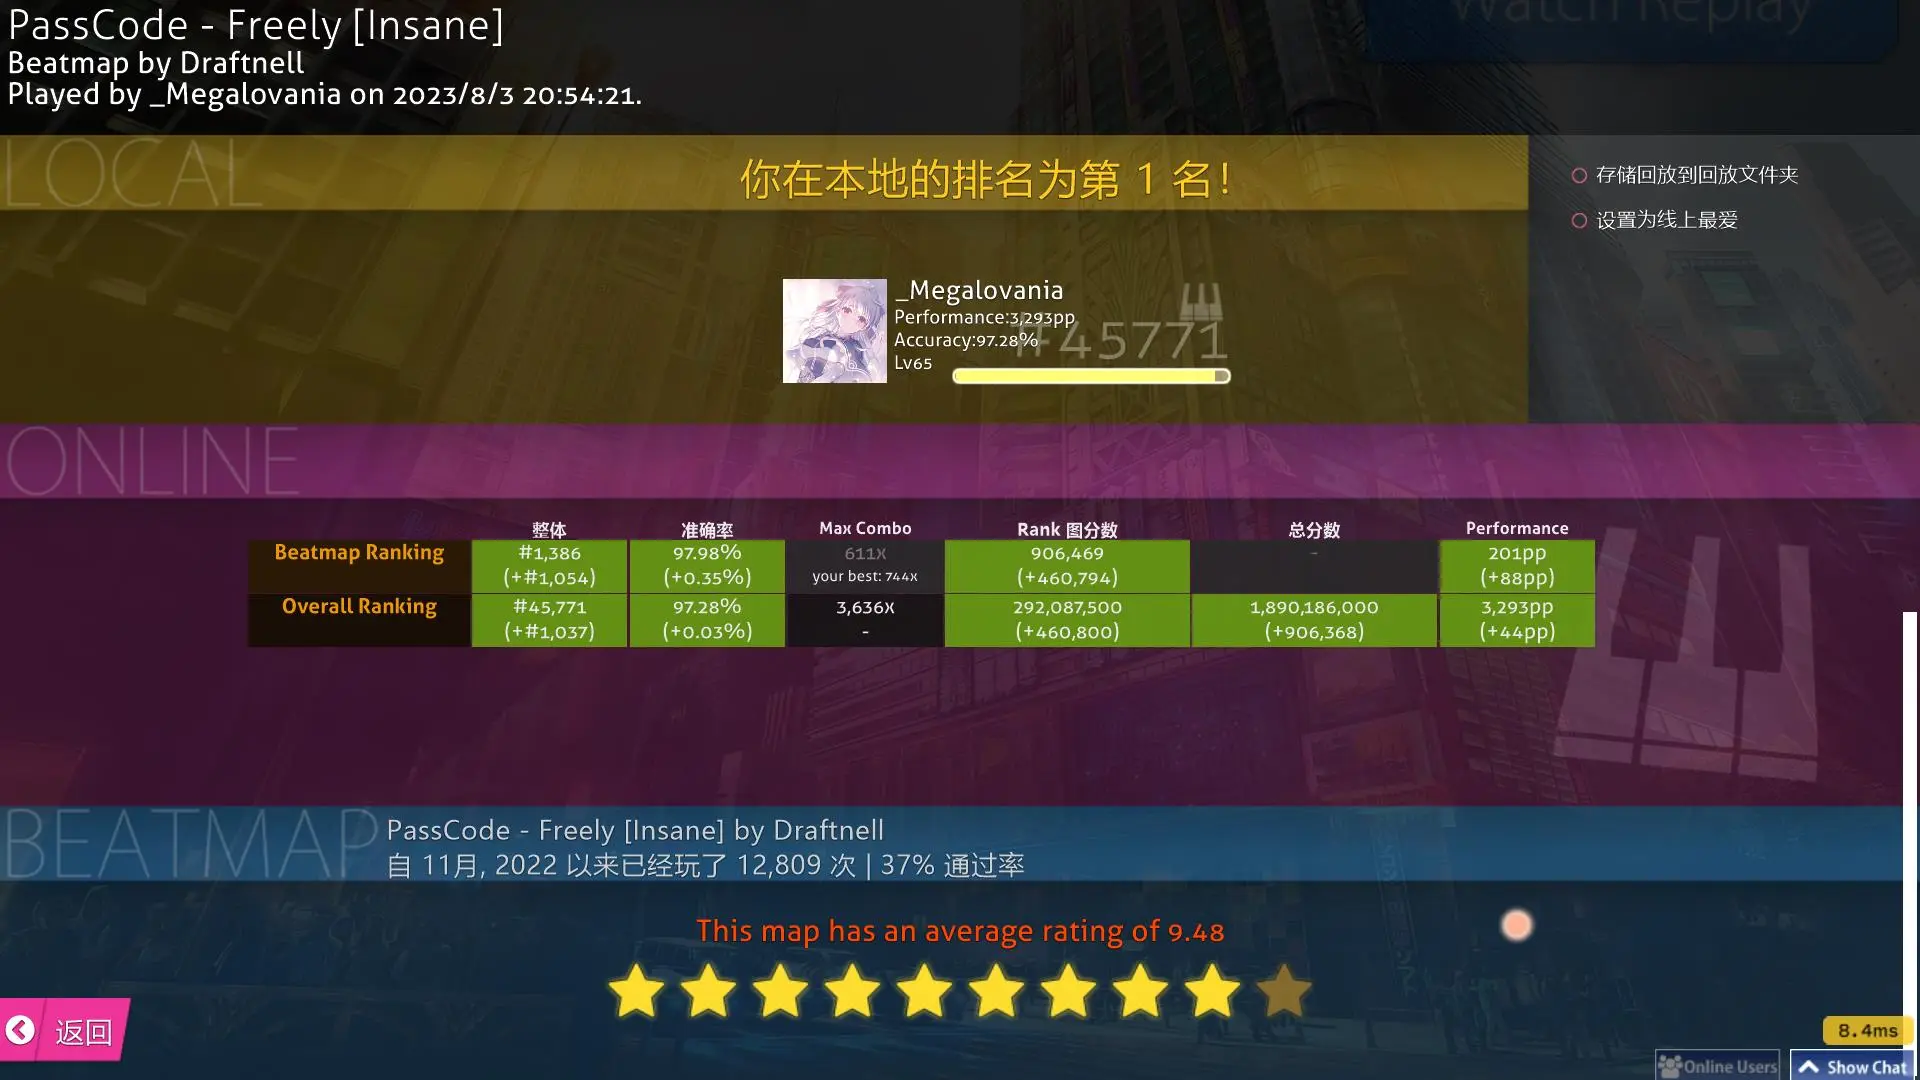 PassCode - Freely [Insane]
Beatmap by Draftnell
Played by _Megalovania on 2023/8/3 20:54:21.
Watch Replay
LOCAL
你在本地的排名为第 1 名!
存储回放到回放文件夹
设置为线上最爱
_Megalovania
Performance:3,293pp
Accuracy:97.28%
Lv65
#45771
ONLINE
整体 准确率 Max Combo Rank 图分数 总分数 Performance
Beatmap Ranking #1,386 97.98% 611x 906,469 - 201pp
(+#1,054) (+0.35%) your best: 744x (+460,794) (+88pp)
Overall Ranking #45,771 97.28% 3,636x 292,087,500 1,890,186,000 3,293pp
(+#1,037) (+0.03%) - (+460,800) (+906,368) (+44pp)
BEATMAP
PassCode - Freely [Insane] by Draftnell
自 11月, 2022 以来已经玩了 12,809 次 | 37% 通过率
This map has an average rating of 9.48
返回
8.4ms
Online Users
Show Chat